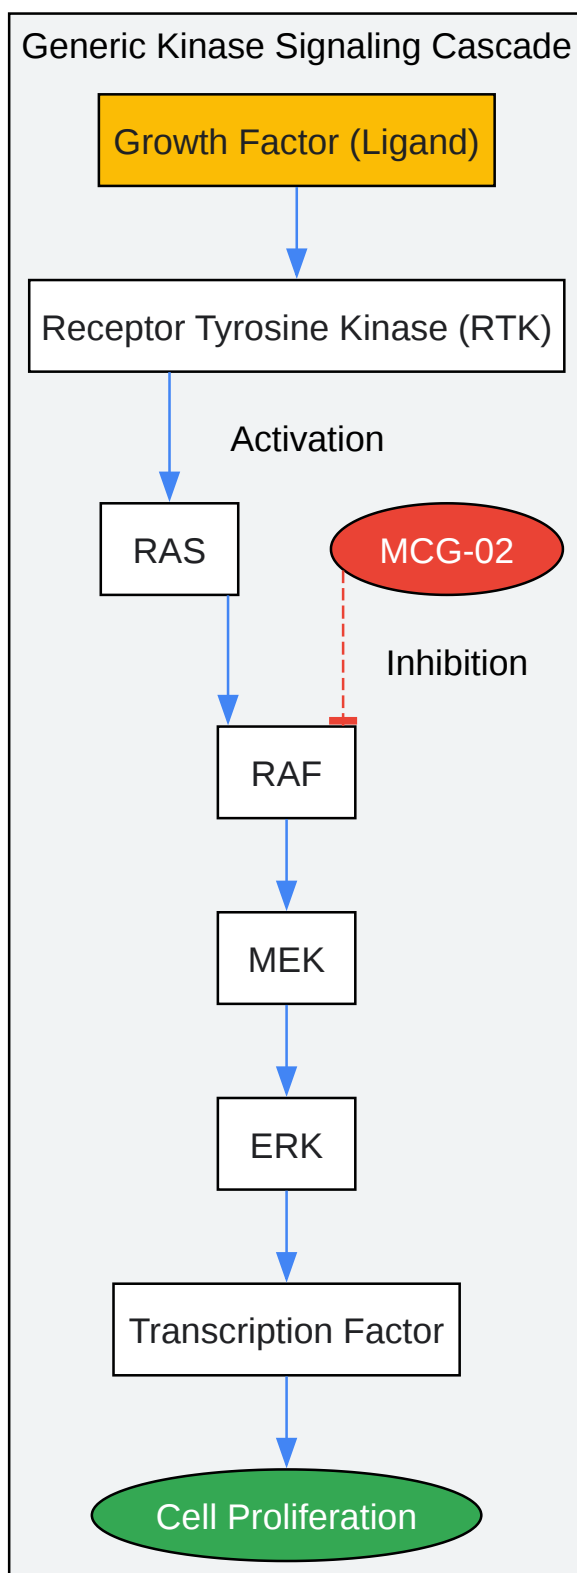 Generic Kinase Signaling Cascade
Growth Factor (Ligand)
Receptor Tyrosine Kinase (RTK)
Activation
RAS
MCG-02
Inhibition
RAF
MEK
ERK
Transcription Factor
Cell Proliferation